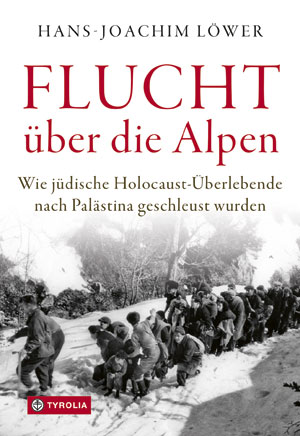 HANS-JOACHIM LÖWER
FLUCHT
über die Alpen
Wie jüdische Holocaust-Überlebende
nach Palästina geschleust wurden
TYROLIA